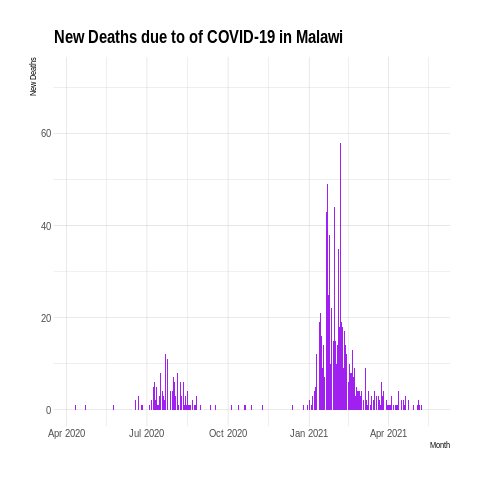 New Deaths due to of COVID-19 in Malawi
New Deaths
60
40
20
0
Apr 2020
Jul 2020
Oct 2020
Jan 2021
Apr 2021
Month